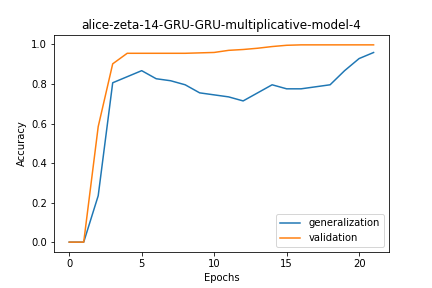 alice-zeta-14-GRU-GRU-multiplicative-model-4
1.0
0.8
0.6
0.4
0.2
0.0
Accuracy
0 5 10 15 20
Epochs
generalization
validation